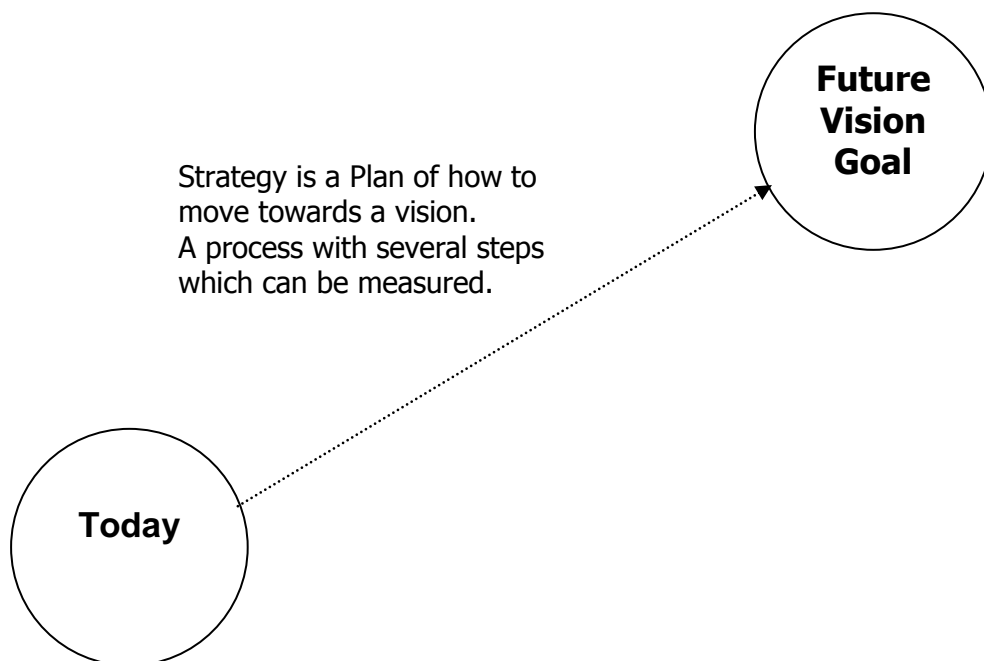 Future
Vision
Goal
Strategy is a Plan of how to
move towards a vision.
A process with several steps
which can be measured.
Today